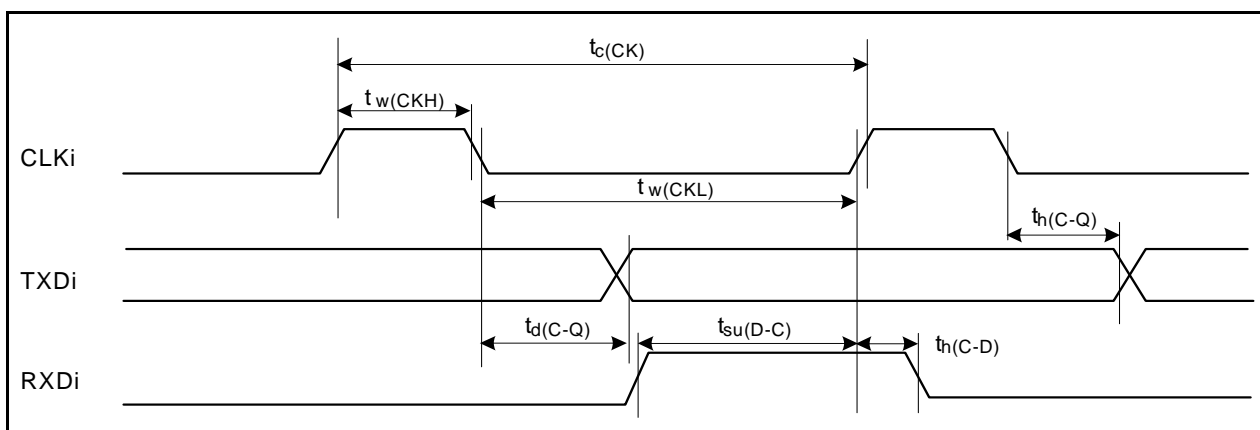 tc(CK)
tw(CKH)
CLKi
tw(CKL)
th(C-Q)
TXDi
td(C-Q)
tsu(D-C)
th(C-D)
RXDi